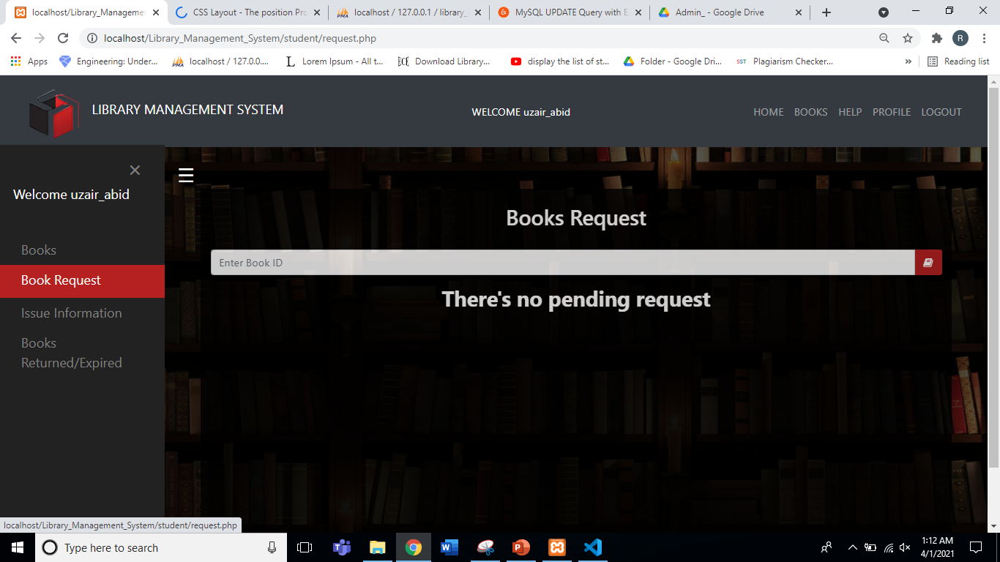 localhost/Library_Managemen
CSS Layout - The position Pro
localhost / 127.0.0.1 / library_
MySQL UPDATE Query with E
Admin_ - Google Drive
localhost/Library_Management_System/student/request.php
R
Apps
Engineering: Under...
localhost / 127.0.0....
Lorem Ipsum - All t...
Download Library...
display the list of st...
Folder - Google Dri...
SST Plagiarism Checker...
Reading list
LIBRARY MANAGEMENT SYSTEM
WELCOME uzair_abid
HOME BOOKS HELP PROFILE LOGOUT
Welcome uzair_abid
Books
Book Request
Issue Information
Books
Returned/Expired
Books Request
Enter Book ID
There's no pending request
localhost/Library_Management_System/student/request.php
Type here to search
1:12 AM
4/1/2021